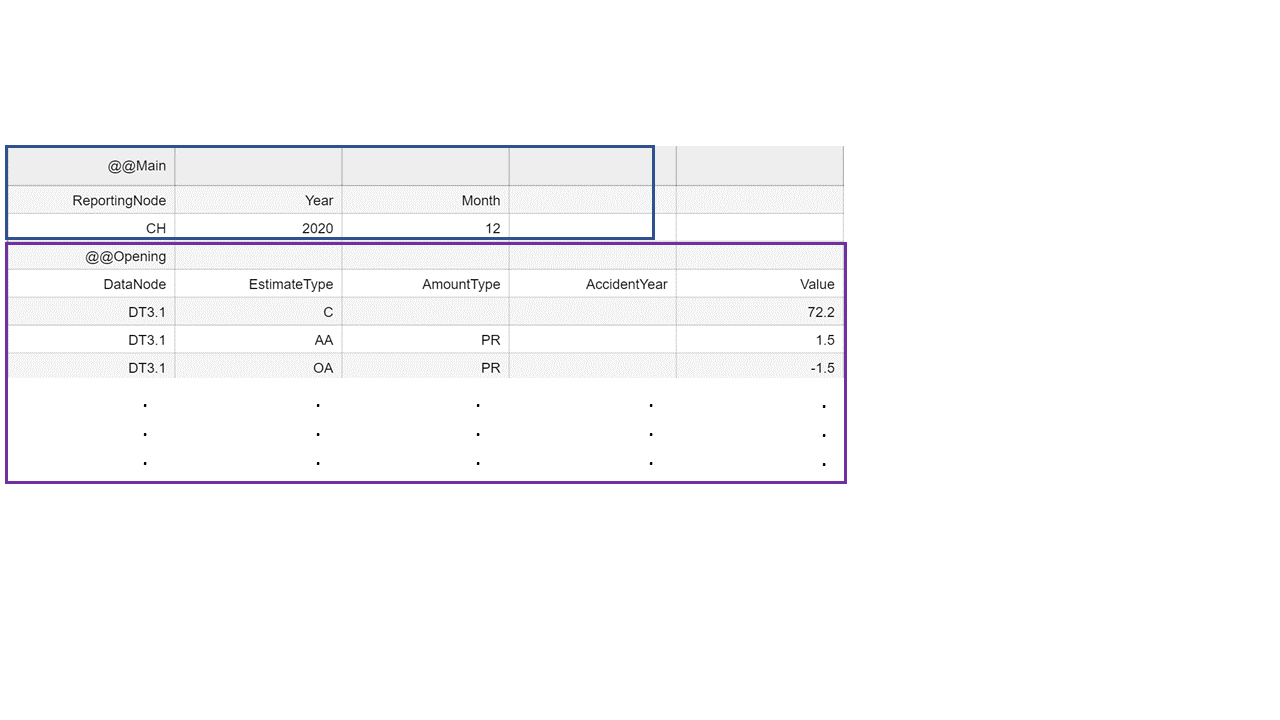 @@Main
ReportingNode Year Month
CH 2020 12
@@Opening
DataNode EstimateType AmountType AccidentYear Value
DT3.1 C 72.2
DT3.1 AA PR 1.5
DT3.1 OA PR -1.5
. . . . .
. . . . .
. . . . .